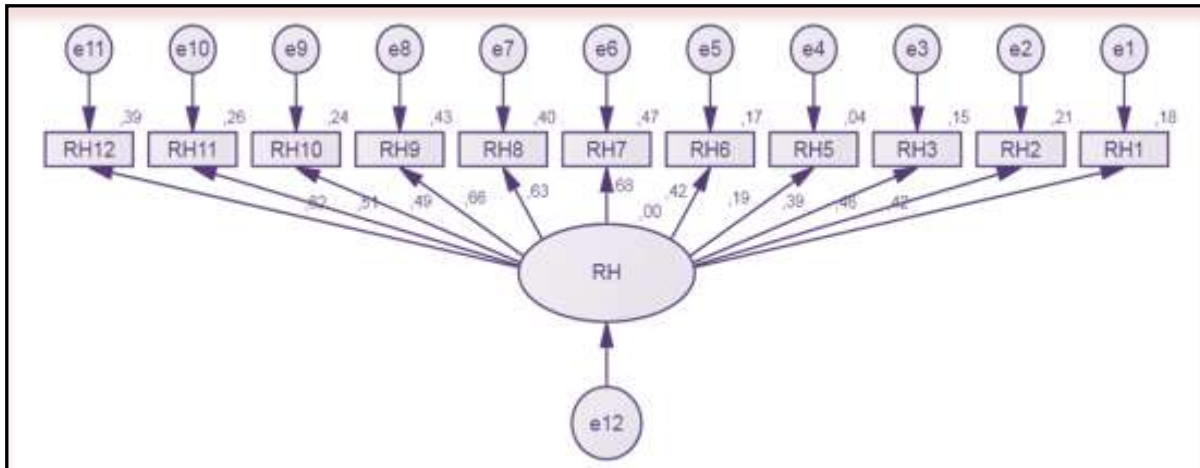 e11 e10 e9 e8 e7 e6 e5 e4 e3 e2 e1
,39 ,26 ,24 ,43 ,40 ,47 ,17 ,04 ,15 ,21 ,18
RH12 RH11 RH10 RH9 RH8 RH7 RH6 RH5 RH3 RH2 RH1
,62 ,51 ,49 ,66 ,63 ,68 ,42 ,19 ,39 ,46 ,42
,00
RH
e12